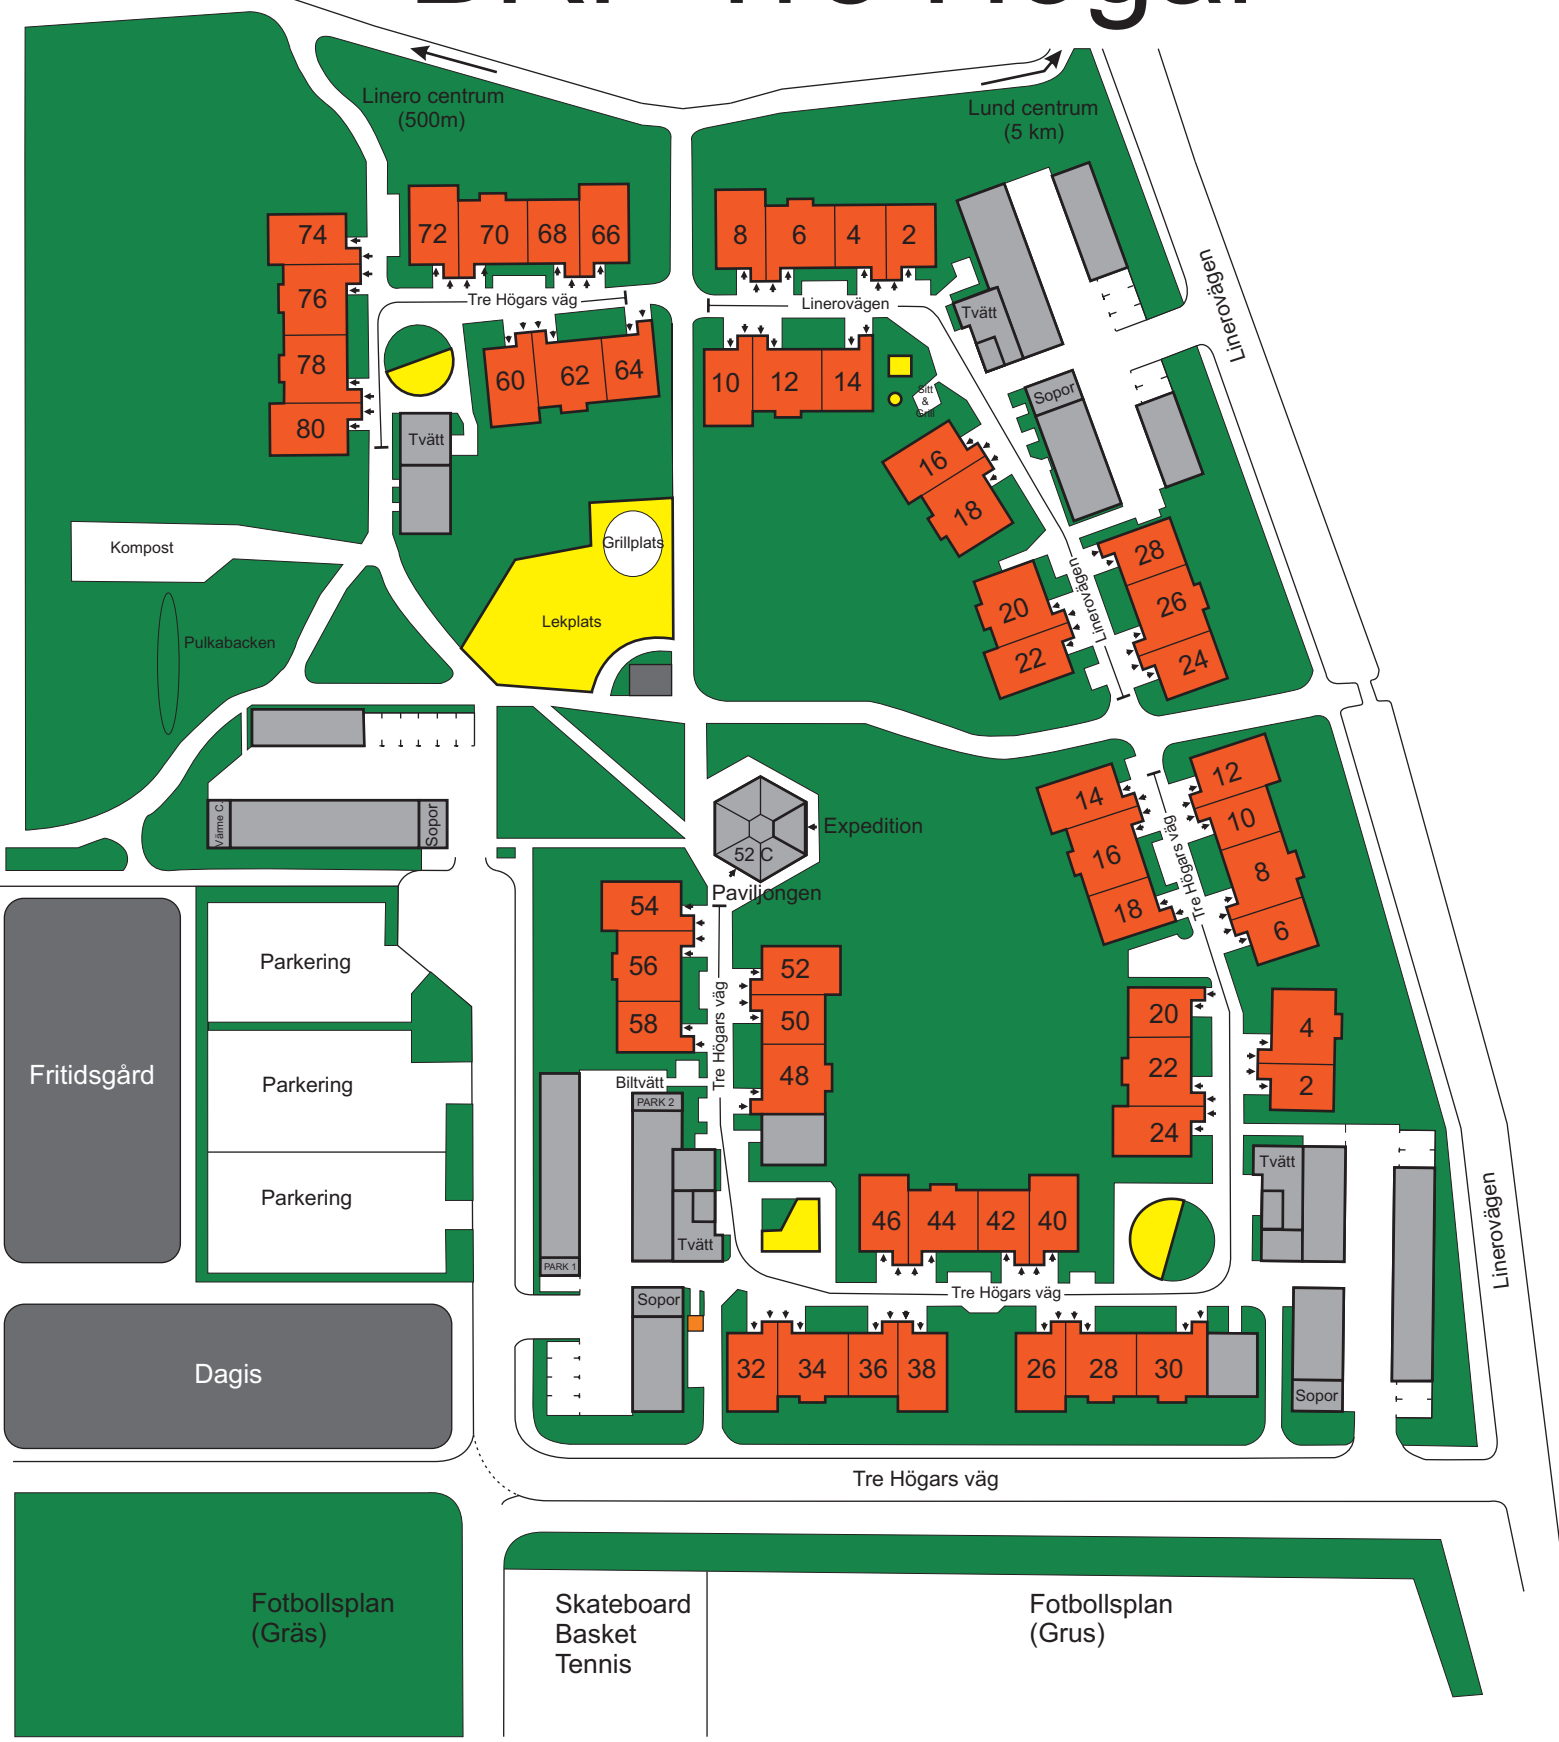 Linero centrum
(500m)
Lund centrum
(5 km)
74
76
78
80
72
70
68
66
Tre Högars väg
60
62
64
Tvätt
8
6
4
2
Linerovägen
10
12
14
Sitt
&
Grill
Tvätt
Sopor
Linerovägen
16
18
20
22
Linerovägen
28
26
24
Kompost
Pulkabacken
Grillplats
Lekplats
Värme C.
Sopor
52 C
Expedition
Paviljongen
14
16
18
Tre Högars väg
12
10
8
6
54
56
58
Tre Högars väg
52
50
48
20
22
24
4
2
Parkering
Parkering
Parkering
Fritidsgård
Dagis
Biltvätt
PARK 2
PARK 1
Tvätt
Sopor
46
44
42
40
Tre Högars väg
32
34
36
38
26
28
30
Tvätt
Sopor
Linerovägen
Tre Högars väg
Fotbollsplan
(Gräs)
Skateboard
Basket
Tennis
Fotbollsplan
(Grus)